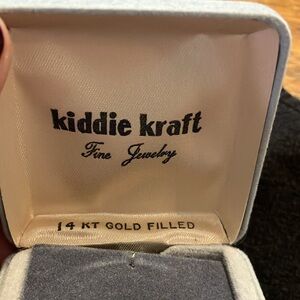 kiddie kraft
Fine Jewelry
14 KT GOLD FILLED